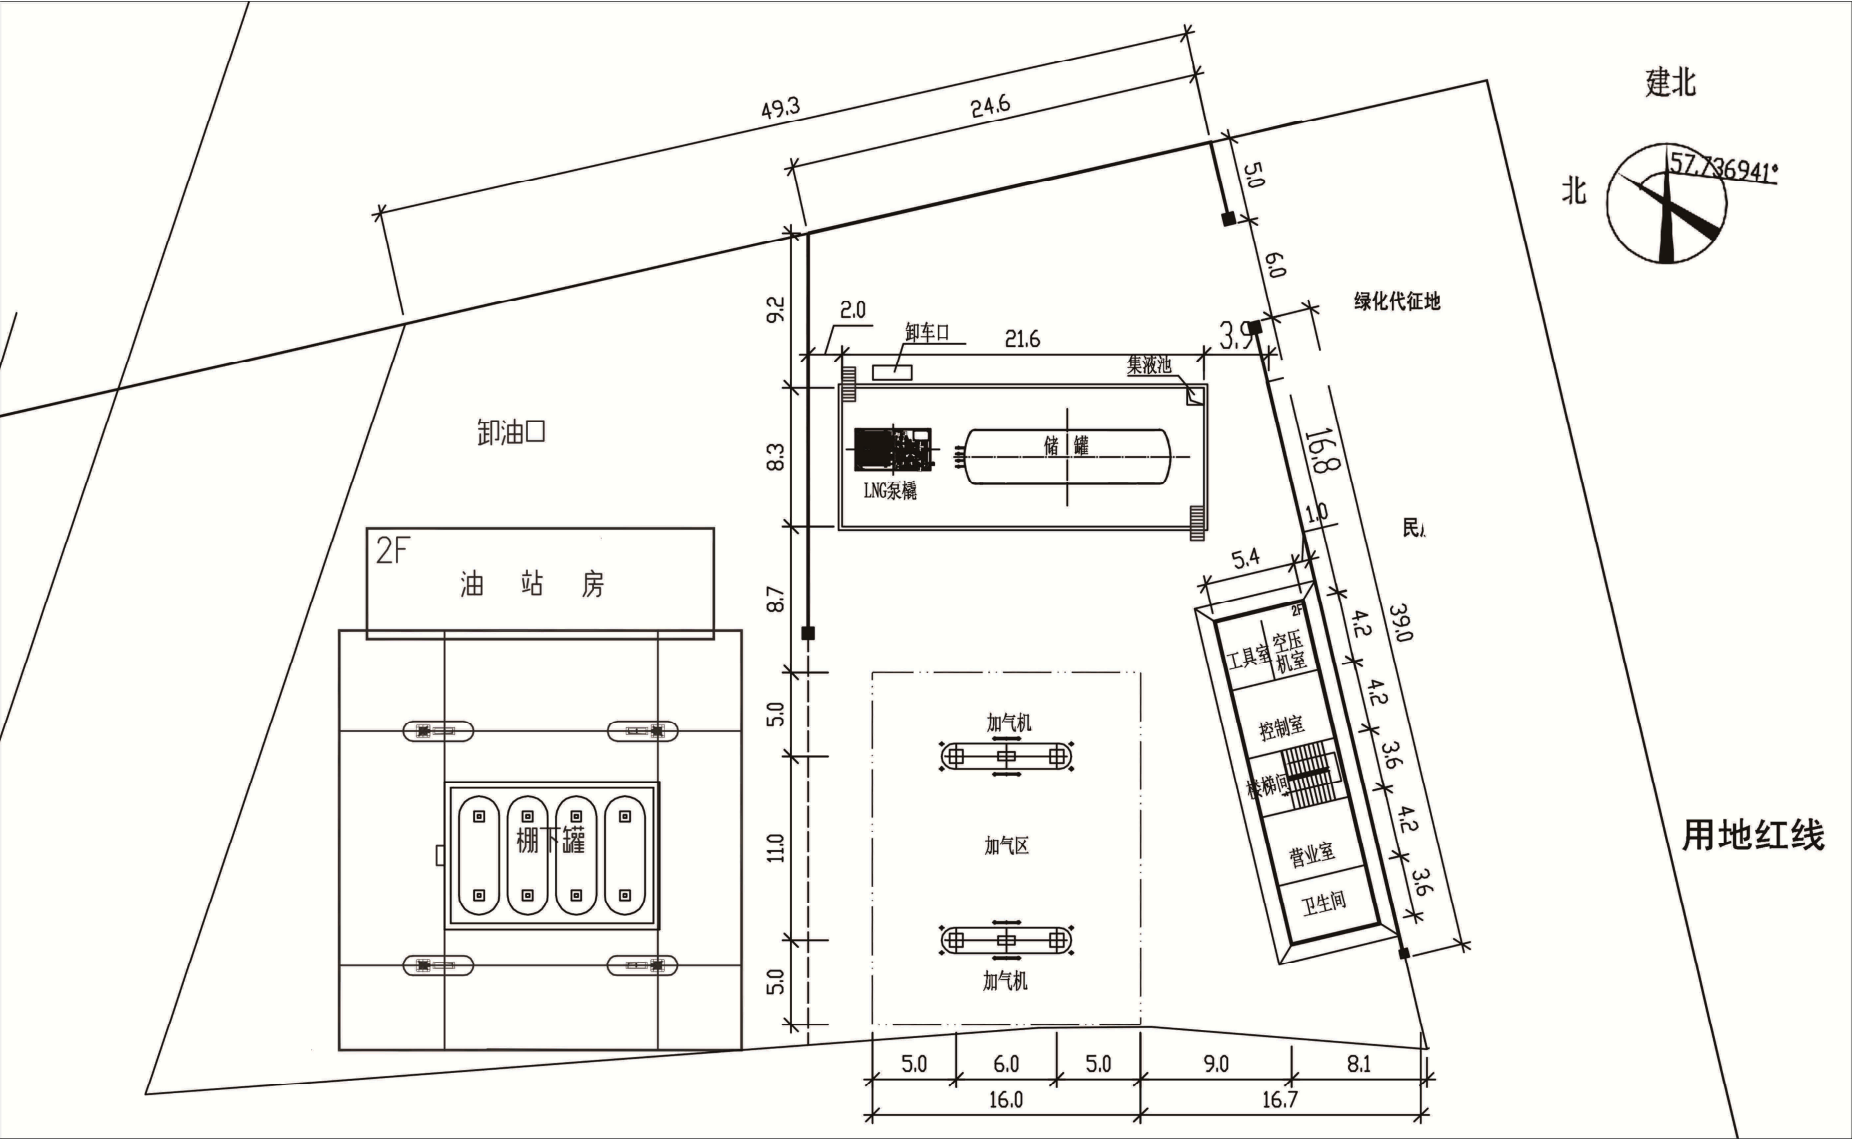 建北
49.3
24.6
57.736941°
北
5.0
6.0
绿化代征地
9.2
2.0
卸车口
21.6
3.9
集液池
卸油口
储罐
8.3
16.8
LNG泵橇
1.0
民
2F
油站房
5.4
8.7
2F
4.2
39.0
工具室
空压机室
4.2
5.0
加气机
控制室
3.6
楼梯间
4.2
棚下罐
11.0
加气区
用地红线
营业室
3.6
卫生间
5.0
加气机
5.0
6.0
5.0
9.0
8.1
16.0
16.7